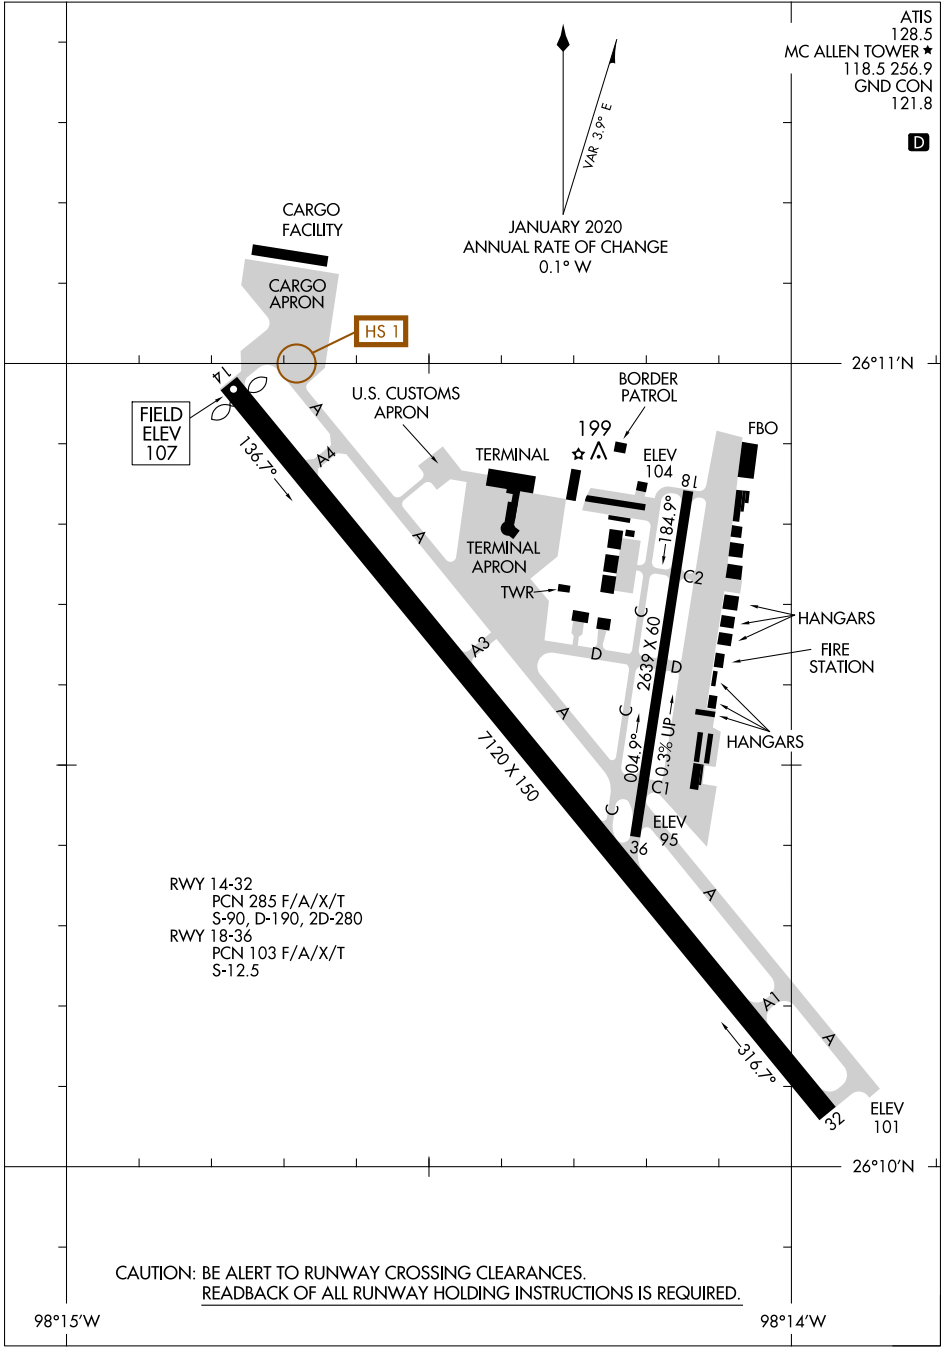 ATIS
128.5
MC ALLEN TOWER ★
118.5 256.9
GND CON
121.8
D
VAR 3.9° E
JANUARY 2020
ANNUAL RATE OF CHANGE
0.1° W
CARGO
FACILITY
CARGO
APRON
HS 1
26°11'N
14
FIELD
ELEV
107
136.7°
A
A4
U.S. CUSTOMS
APRON
BORDER
PATROL
199
TERMINAL
ELEV
104
FBO
18
184.9°
A
TERMINAL
APRON
TWR
C2
C
HANGARS
2639 X 60
FIRE
STATION
A3
D
D
A
C
004.9°
0.3% UP
HANGARS
7120 X 150
C1
C
ELEV
95
36
RWY 14-32
PCN 285 F/A/X/T
S-90, D-190, 2D-280
RWY 18-36
PCN 103 F/A/X/T
S-12.5
A
A1
A
316.7°
32
ELEV
101
26°10'N
CAUTION: BE ALERT TO RUNWAY CROSSING CLEARANCES.
READBACK OF ALL RUNWAY HOLDING INSTRUCTIONS IS REQUIRED.
98°15'W
98°14'W